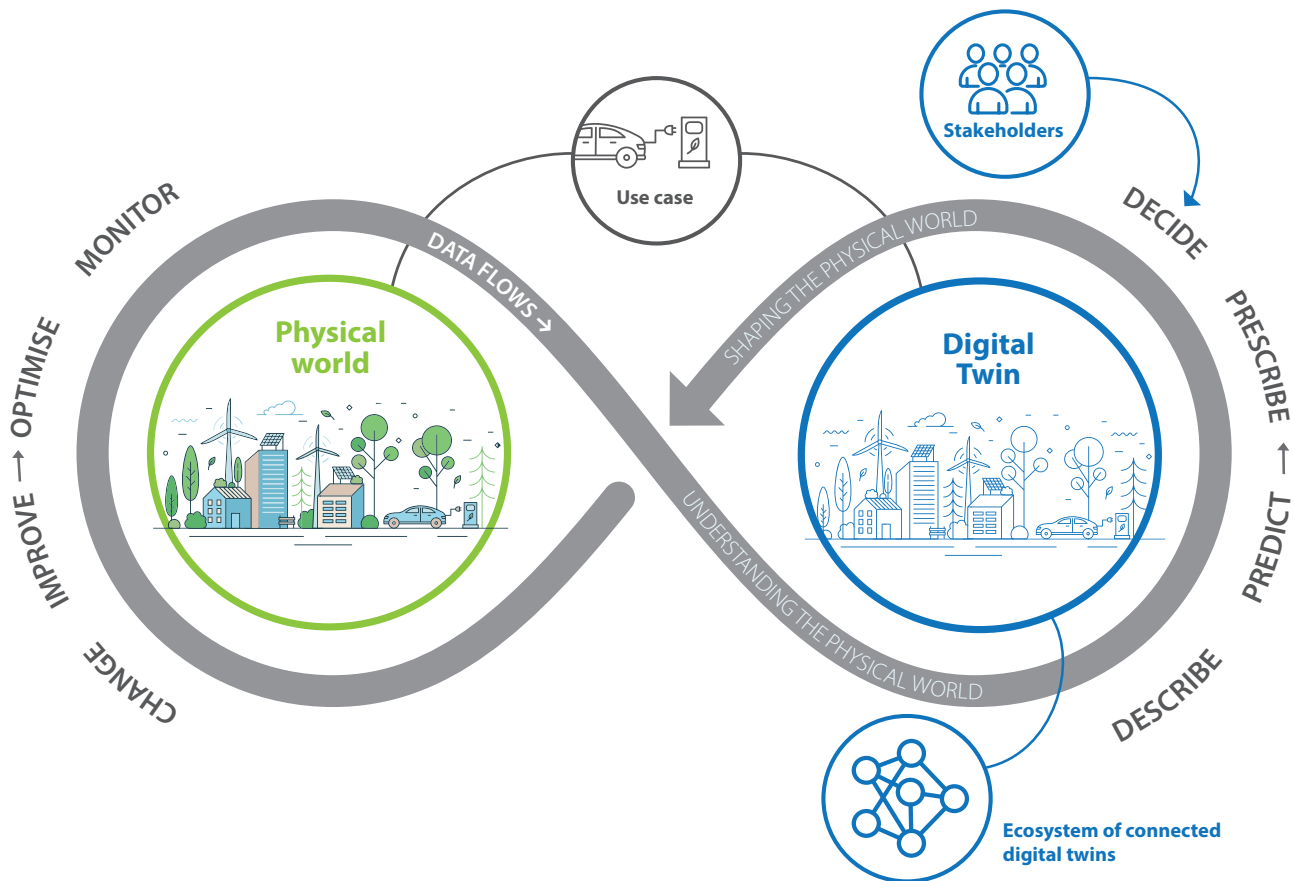 Stakeholders
Use case
MONITOR
DECIDE
DATA FLOWS →
SHAPING THE PHYSICAL WORLD
Physical
world
Digital
Twin
IMPROVE → OPTIMISE
PREDICT → PRESCRIBE
UNDERSTANDING THE PHYSICAL WORLD
CHANGE
DESCRIBE
Ecosystem of connected
digital twins